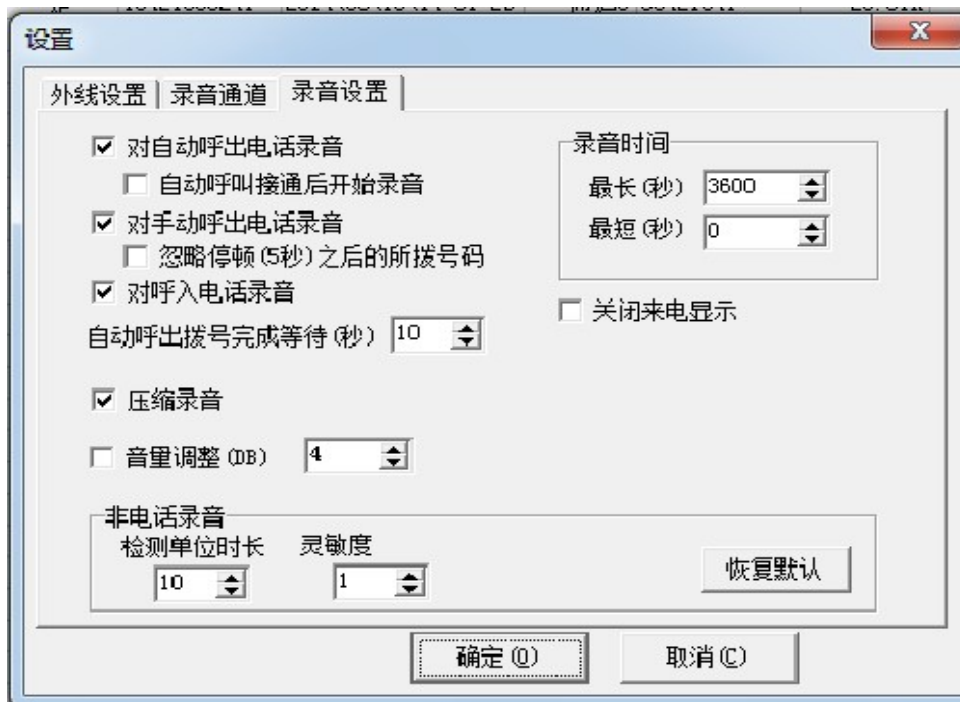 设置
外线设置 录音通道 录音设置
对自动呼出电话录音
自动呼叫接通后开始录音
对手动呼出电话录音
忽略停顿(5秒)之后的所拨号码
对呼入电话录音
自动呼出拨号完成等待(秒) 10
压缩录音
音量调整(DB) 4
录音时间
最长(秒) 3600
最短(秒) 0
关闭来电显示
非电话录音
检测单位时长 灵敏度
10 1
恢复默认
确定(O) 取消(C)